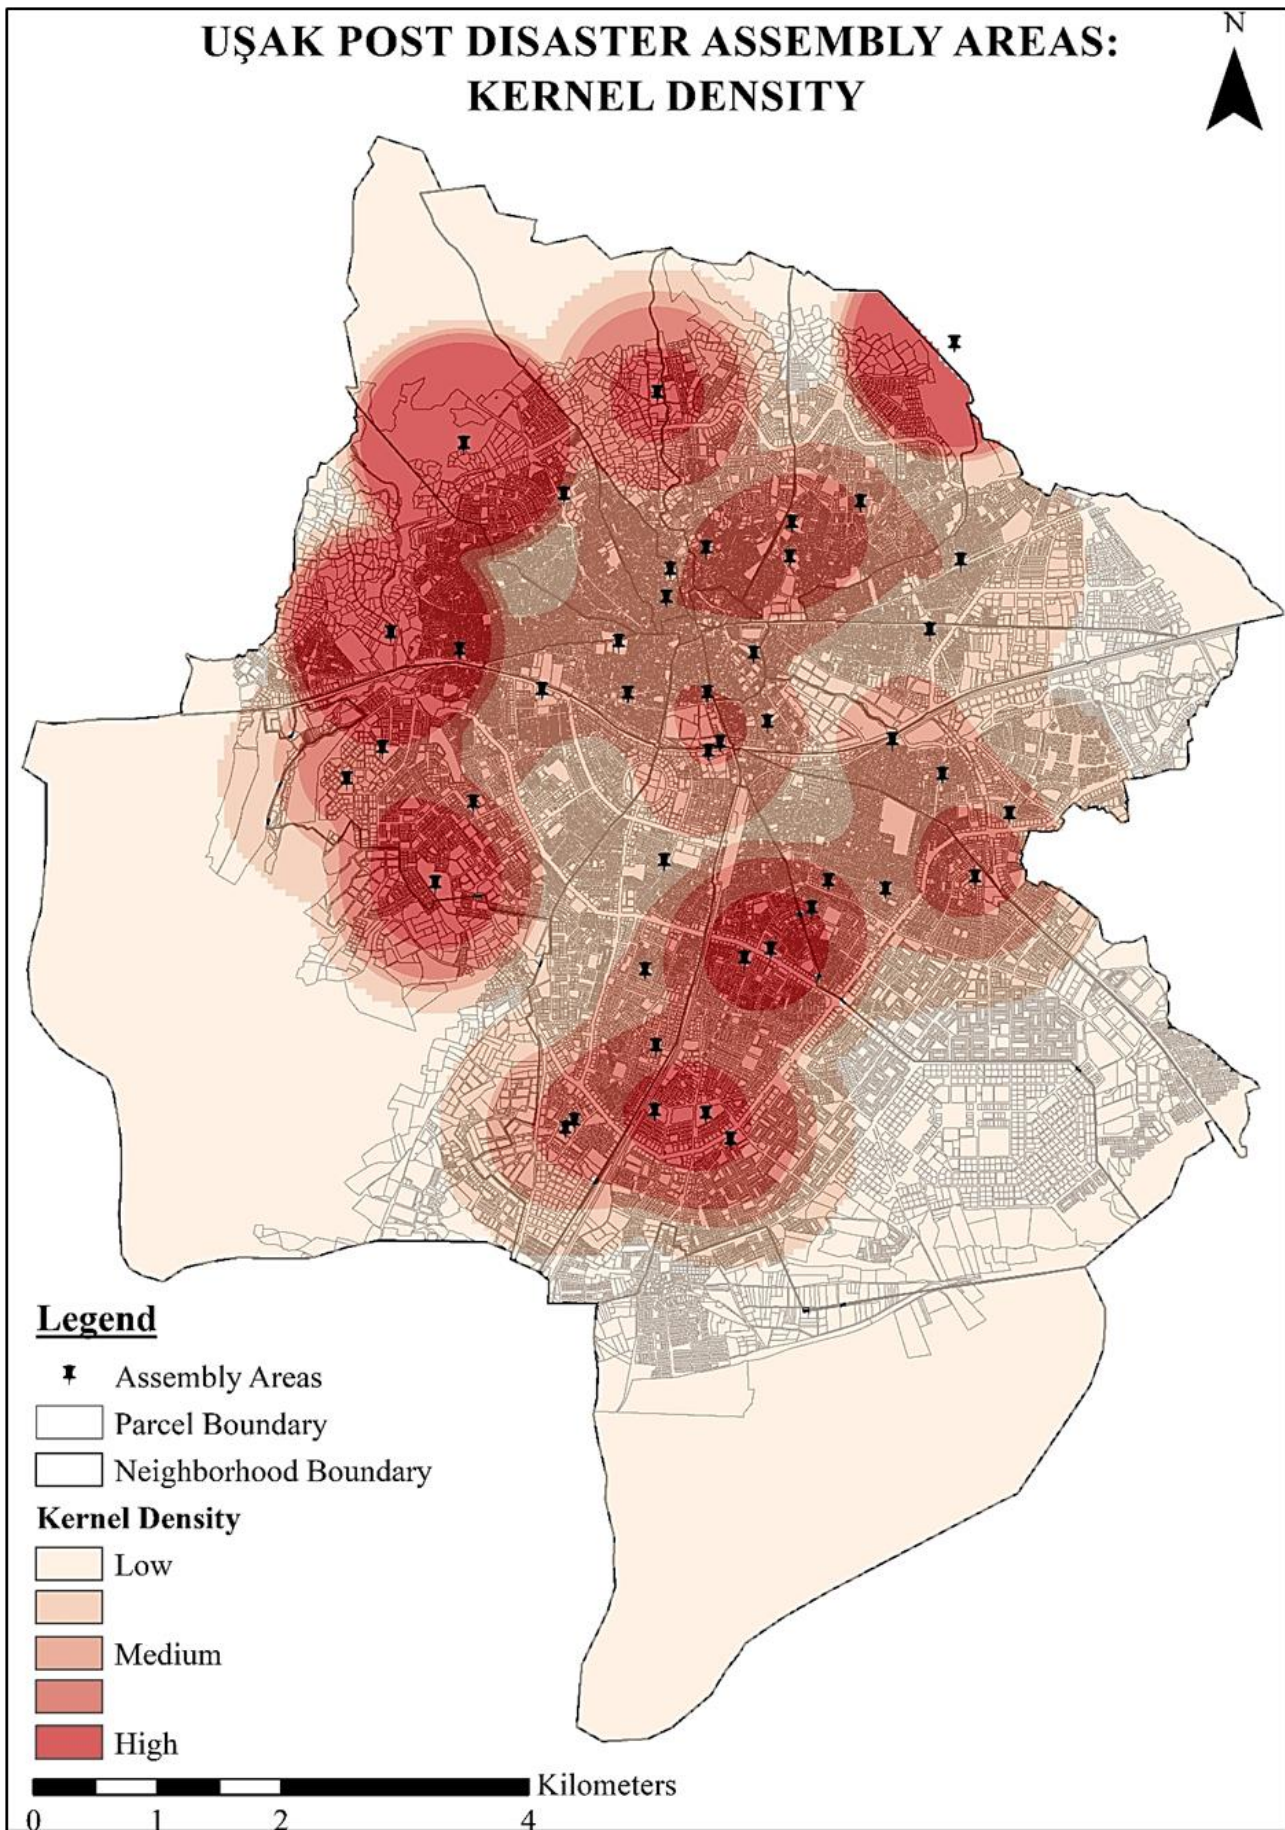 UŞAK POST DISASTER ASSEMBLY AREAS:
KERNEL DENSITY
N
Legend
Assembly Areas
Parcel Boundary
Neighborhood Boundary
Kernel Density
Low
Medium
High
Kilometers
0 1 2 4